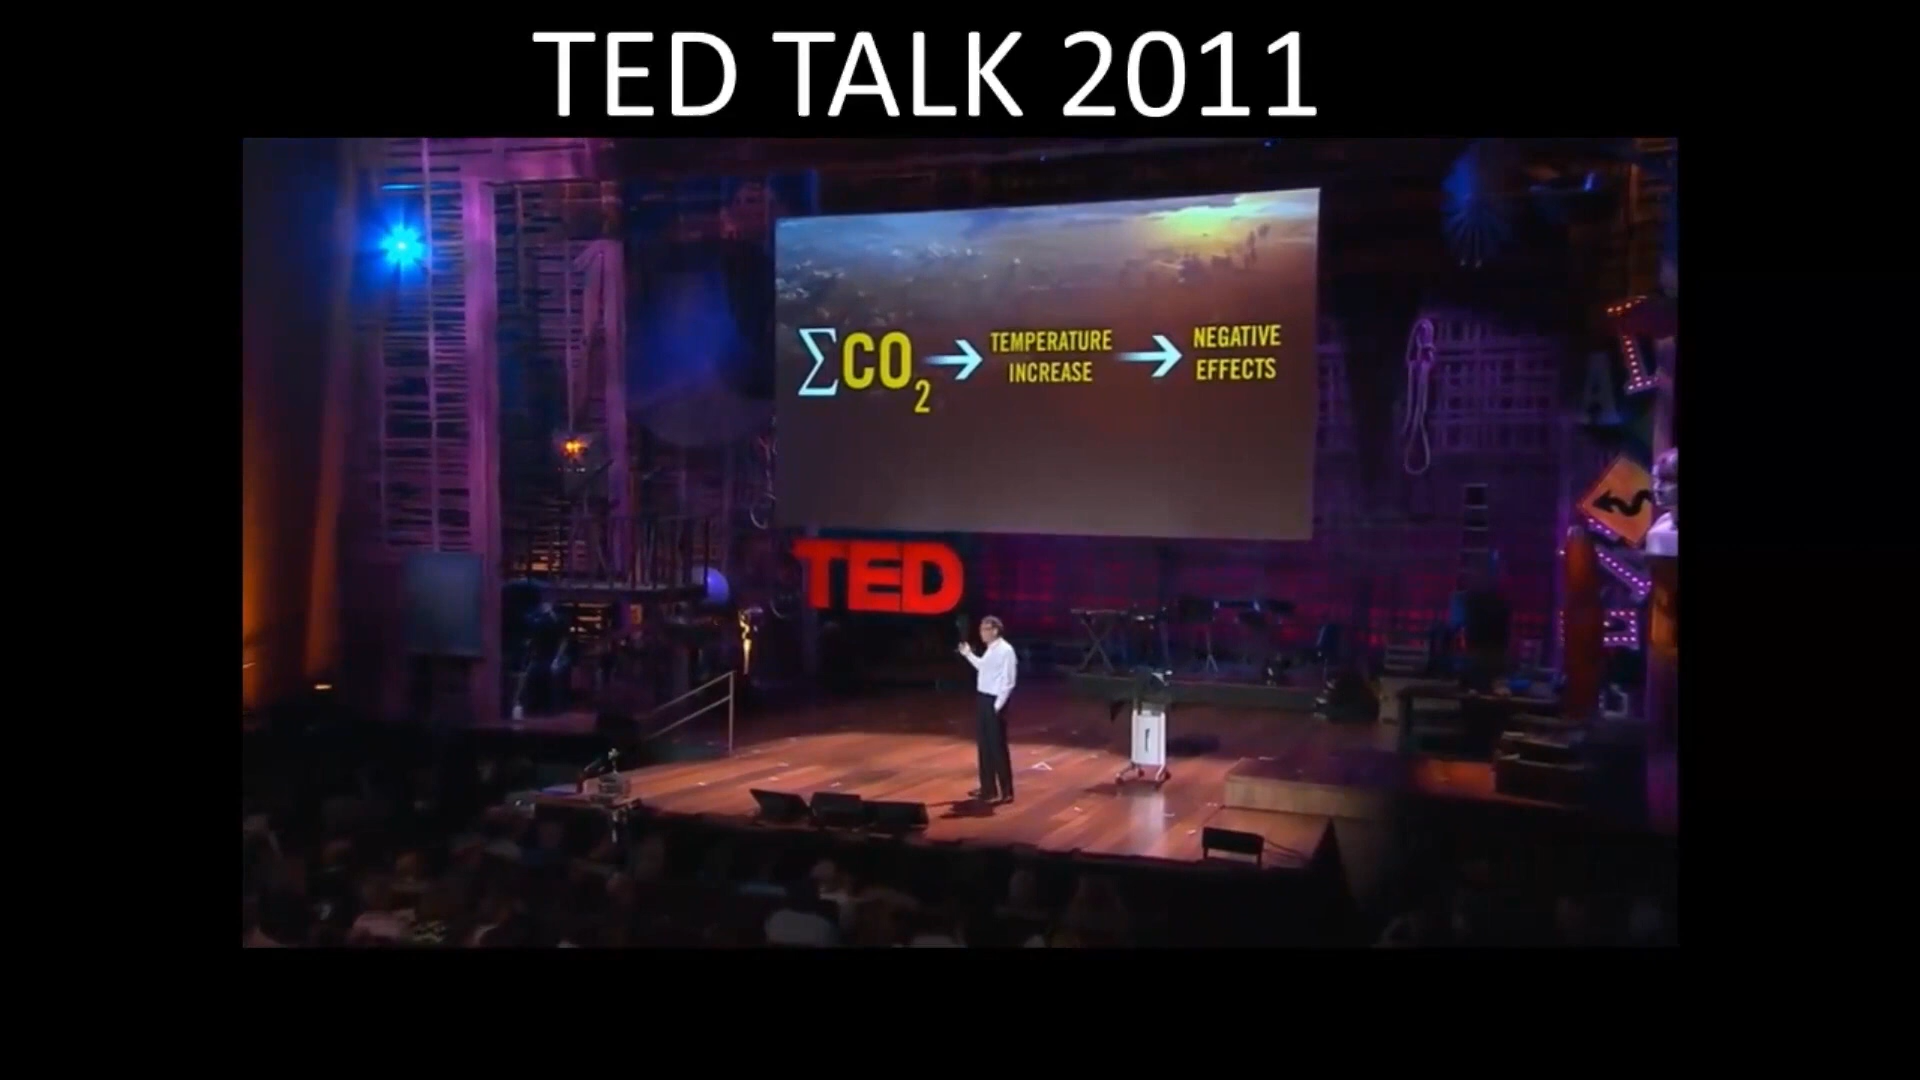 TED TALK 2011
ΣCO2 → TEMPERATURE INCREASE → NEGATIVE EFFECTS
TED